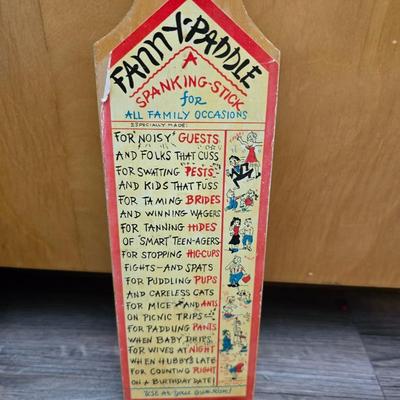 FANNY-PADDLE
A
SPANKING-STICK
for
ALL FAMILY OCCASIONS
ESPECIALLY MADE:
FOR "NOISY" GUESTS
AND FOLKS THAT CUSS
FOR SWATTING PESTS
AND KIDS THAT FUSS
FOR TAMING BRIDES
AND WINNING WAGERS
FOR TANNING HIDES
OF "SMART" TEEN-AGERS
FOR STOPPING HICCUPS
FIGHTS-AND SPATS
FOR PUDDLING PUPS
AND CARELESS CATS
FOR MICE AND ANTS
ON PICNIC TRIPS
FOR PADDLING PANTS
WHEN BABY DRIPS
FOR WIVES AT NIGHT
WHEN HUBBY'S LATE
FOR COUNTING RIGHT
ON A BIRTHDAY DATE!
USE AT YOUR OWN RISK!